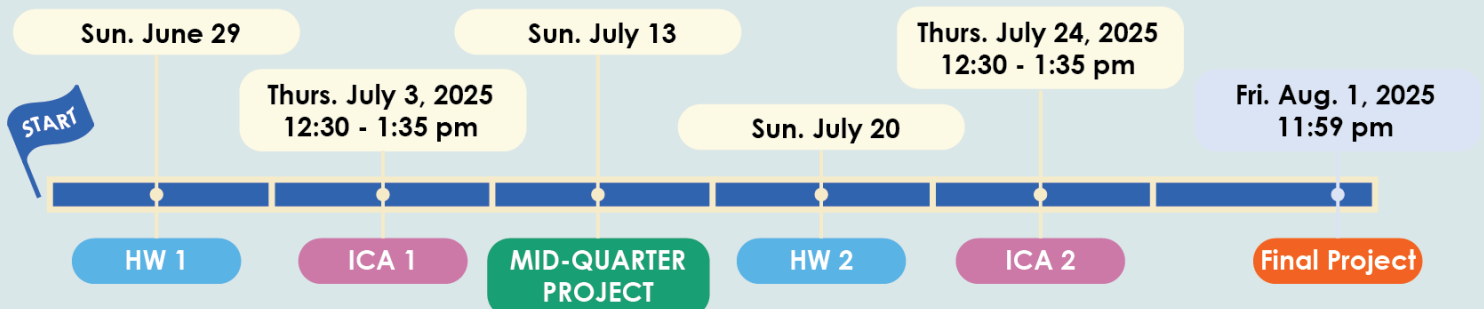 START
Sun. June 29
Thurs. July 3, 2025
12:30 - 1:35 pm
Sun. July 13
Sun. July 20
Thurs. July 24, 2025
12:30 - 1:35 pm
Fri. Aug. 1, 2025
11:59 pm
HW 1
ICA 1
MID-QUARTER
PROJECT
HW 2
ICA 2
Final Project